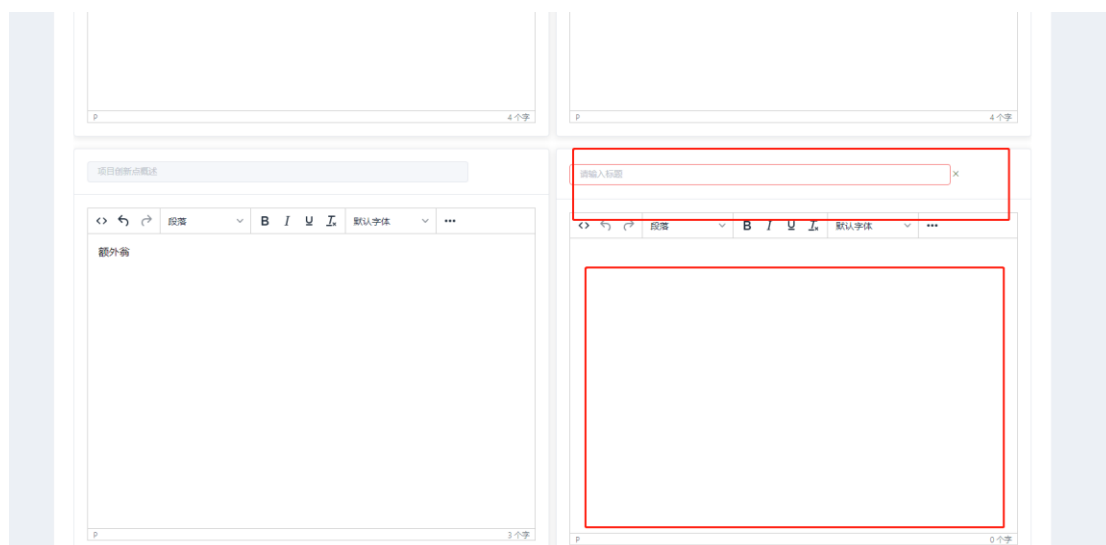 P 4个字
P 4个字
项目创新点概述
请输入标题 ×
段落 B I U Tx 默认字体 •••
段落 B I U Tx 默认字体 •••
额外翁
P 3个字
P 0个字